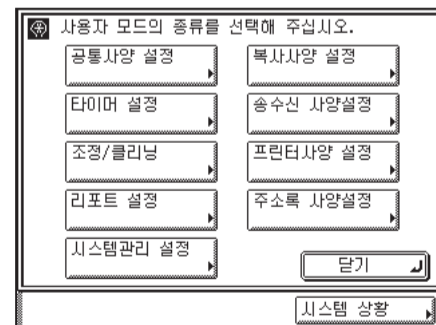 사용자 모드의 종류를 선택해 주십시오.
공통사양 설정
복사사양 설정
타이머 설정
송수신 사양설정
조정/클리닝
프린터사양 설정
리포트 설정
주소록 사양설정
시스템관리 설정
닫기
시스템 상황